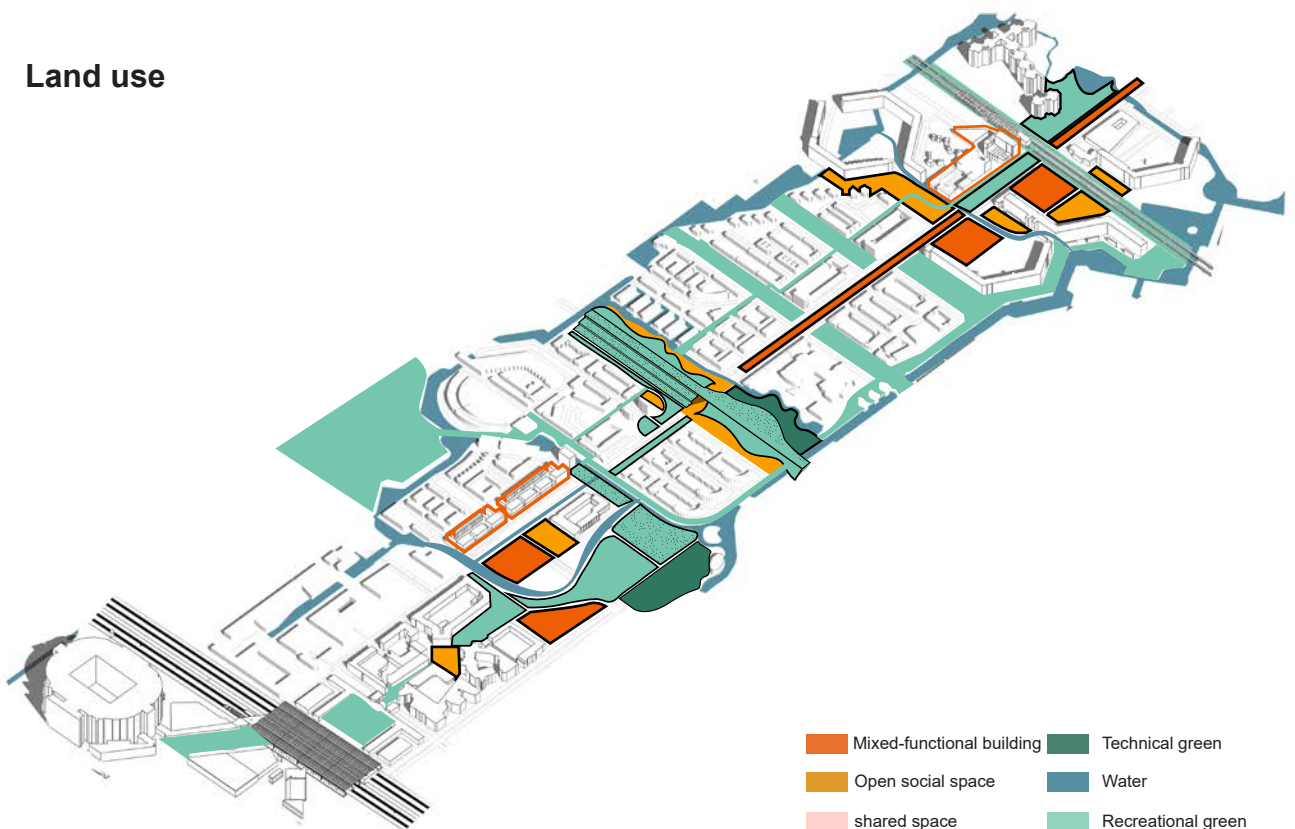 Land use
Mixed-functional building
Technical green
Open social space
Water
shared space
Recreational green